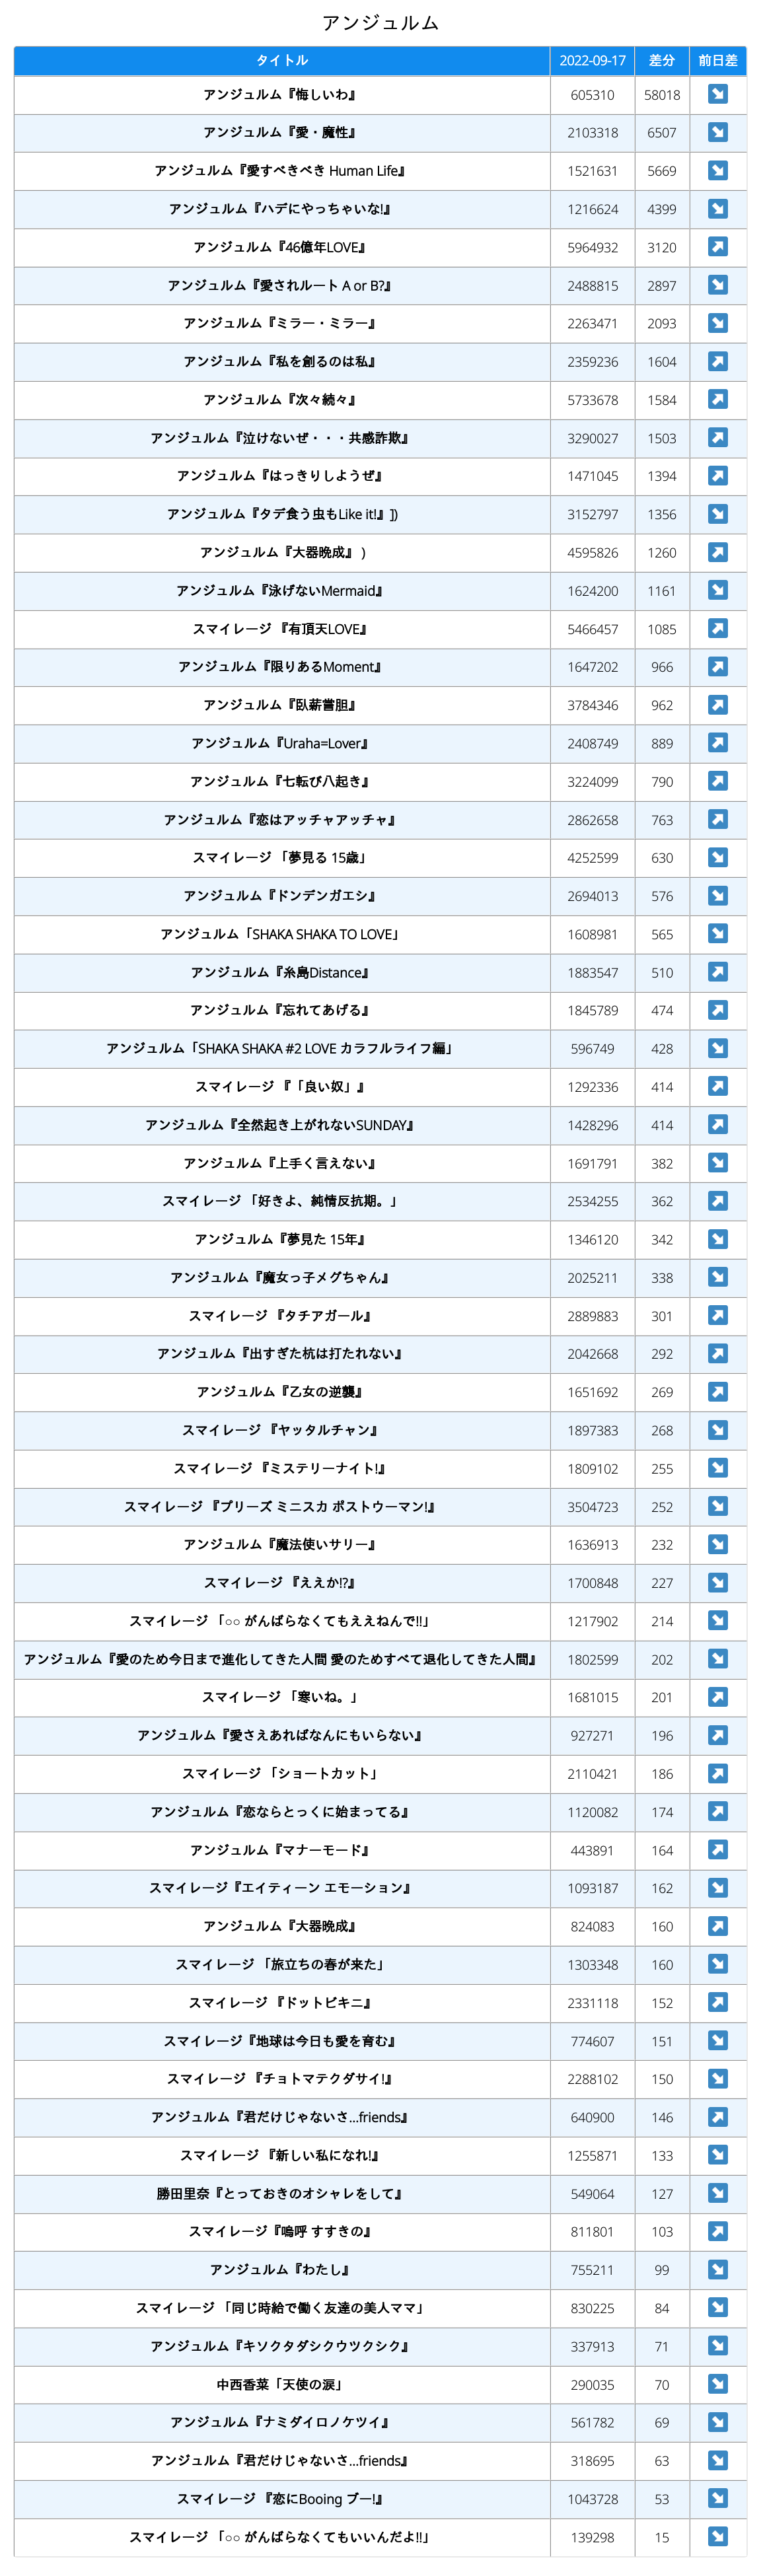 アンジュルム
タイトル 2022-09-17 差分 前日差
アンジュルム『悔しいわ』 605310 58018 ↘
アンジュルム『愛・魔性』 2103318 6507 ↘
アンジュルム『愛すべきべき Human Life』 1521631 5669 ↘
アンジュルム『ハデにやっちゃいな!』 1216624 4399 ↘
アンジュルム『46億年LOVE』 5964932 3120 ↗
アンジュルム『愛されルート A or B?』 2488815 2897 ↘
アンジュルム『ミラー・ミラー』 2263471 2093 ↘
アンジュルム『私を創るのは私』 2359236 1604 ↗
アンジュルム『次々続々』 5733678 1584 ↗
アンジュルム『泣けないぜ・・・共感詐欺』 3290027 1503 ↗
アンジュルム『はっきりしようぜ』 1471045 1394 ↗
アンジュルム『タデ食う虫もLike it!』]) 3152797 1356 ↘
アンジュルム『大器晩成』 ) 4595826 1260 ↗
アンジュルム『泳げないMermaid』 1624200 1161 ↘
スマイレージ 『有頂天LOVE』 5466457 1085 ↗
アンジュルム『限りあるMoment』 1647202 966 ↗
アンジュルム『臥薪嘗胆』 3784346 962 ↗
アンジュルム『Uraha=Lover』 2408749 889 ↗
アンジュルム『七転び八起き』 3224099 790 ↗
アンジュルム『恋はアッチャアッチャ』 2862658 763 ↗
スマイレージ 「夢見る 15歳」 4252599 630 ↘
アンジュルム『ドンデンガエシ』 2694013 576 ↘
アンジュルム「SHAKA SHAKA TO LOVE」 1608981 565 ↘
アンジュルム『糸島Distance』 1883547 510 ↗
アンジュルム『忘れてあげる』 1845789 474 ↗
アンジュルム「SHAKA SHAKA #2 LOVE カラフルライフ編」 596749 428 ↘
スマイレージ 『「良い奴」』 1292336 414 ↗
アンジュルム『全然起き上がれないSUNDAY』 1428296 414 ↗
アンジュルム『上手く言えない』 1691791 382 ↘
スマイレージ 「好きよ、純情反抗期。」 2534255 362 ↗
アンジュルム『夢見た 15年』 1346120 342 ↘
アンジュルム『魔女っ子メグちゃん』 2025211 338 ↘
スマイレージ 『タチアガール』 2889883 301 ↗
アンジュルム『出すぎた杭は打たれない』 2042668 292 ↗
アンジュルム『乙女の逆襲』 1651692 269 ↗
スマイレージ 『ヤッタルチャン』 1897383 268 ↘
スマイレージ 『ミステリーナイト!』 1809102 255 ↘
スマイレージ 『プリーズ ミニスカ ポストウーマン!』 3504723 252 ↘
アンジュルム『魔法使いサリー』 1636913 232 ↘
スマイレージ 『ええか!?』 1700848 227 ↘
スマイレージ 「○○ がんばらなくてもええねんで!!」 1217902 214 ↘
アンジュルム『愛のため今日まで進化してきた人間 愛のためすべて退化してきた人間』 1802599 202 ↘
スマイレージ 「寒いね。」 1681015 201 ↗
アンジュルム『愛さえあればなんにもいらない』 927271 196 ↗
スマイレージ 「ショートカット」 2110421 186 ↗
アンジュルム『恋ならとっくに始まってる』 1120082 174 ↗
アンジュルム『マナーモード』 443891 164 ↗
スマイレージ『エイティーン エモーション』 1093187 162 ↘
アンジュルム『大器晩成』 824083 160 ↗
スマイレージ 「旅立ちの春が来た」 1303348 160 ↘
スマイレージ 『ドットビキニ』 2331118 152 ↗
スマイレージ『地球は今日も愛を育む』 774607 151 ↘
スマイレージ 『チョトマテクダサイ!』 2288102 150 ↘
アンジュルム『君だけじゃないさ...friends』 640900 146 ↗
スマイレージ 『新しい私になれ!』 1255871 133 ↘
勝田里奈『とっておきのオシャレをして』 549064 127 ↘
スマイレージ『嗚呼 すすきの』 811801 103 ↗
アンジュルム『わたし』 755211 99 ↘
スマイレージ 「同じ時給で働く友達の美人ママ」 830225 84 ↘
アンジュルム『キソクタダシクウツクシク』 337913 71 ↘
中西香菜「天使の涙」 290035 70 ↘
アンジュルム『ナミダイロノケツイ』 561782 69 ↘
アンジュルム『君だけじゃないさ...friends』 318695 63 ↘
スマイレージ 『恋にBooing ブー!』 1043728 53 ↘
スマイレージ 「○○ がんばらなくてもいいんだよ!!」 139298 15 ↘